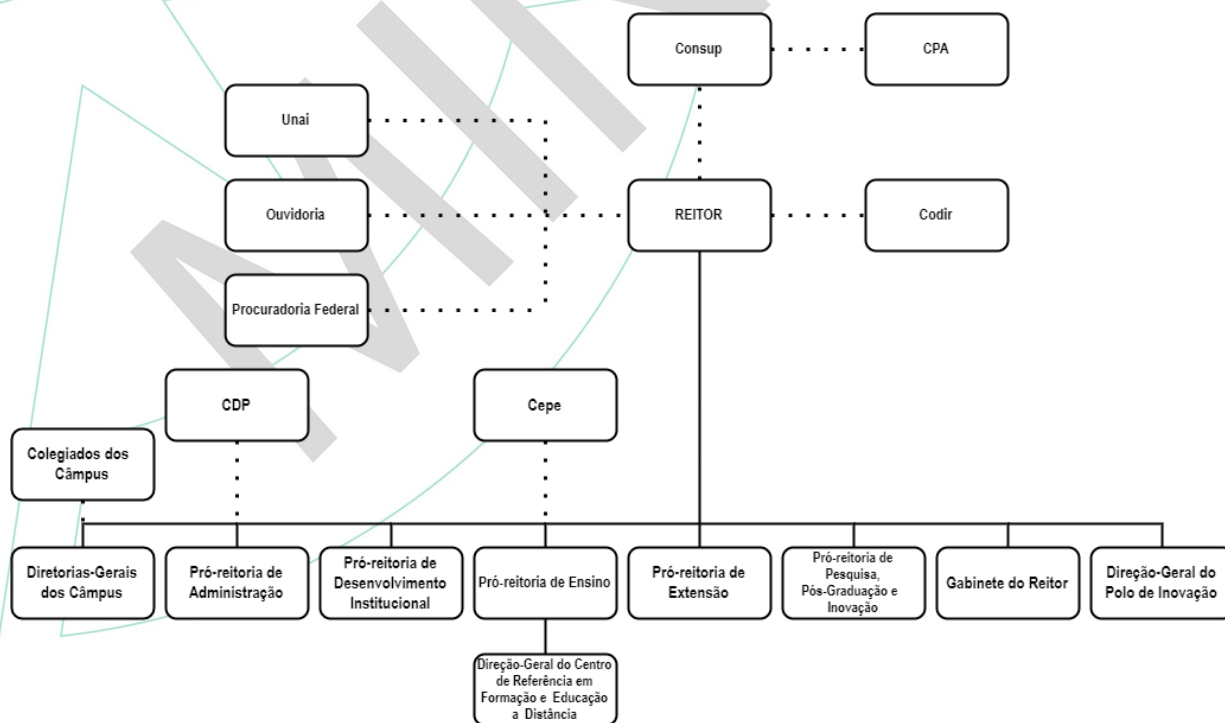 Consup
CPA
Unai
Ouvidoria
REITOR
Codir
Procuradoria Federal
CDP
Cepe
Colegiados dos
Câmpus
Diretorias-Gerais
dos Câmpus
Pró-reitoria de
Administração
Pró-reitoria de
Desenvolvimento
Institucional
Pró-reitoria de Ensino
Pró-reitoria de
Extensão
Pró-reitoria de
Pesquisa,
Pós-Graduação e
Inovação
Gabinete do Reitor
Direção-Geral do
Polo de Inovação
Direção-Geral do Centro
de Referência em
Formação e Educação
a Distância